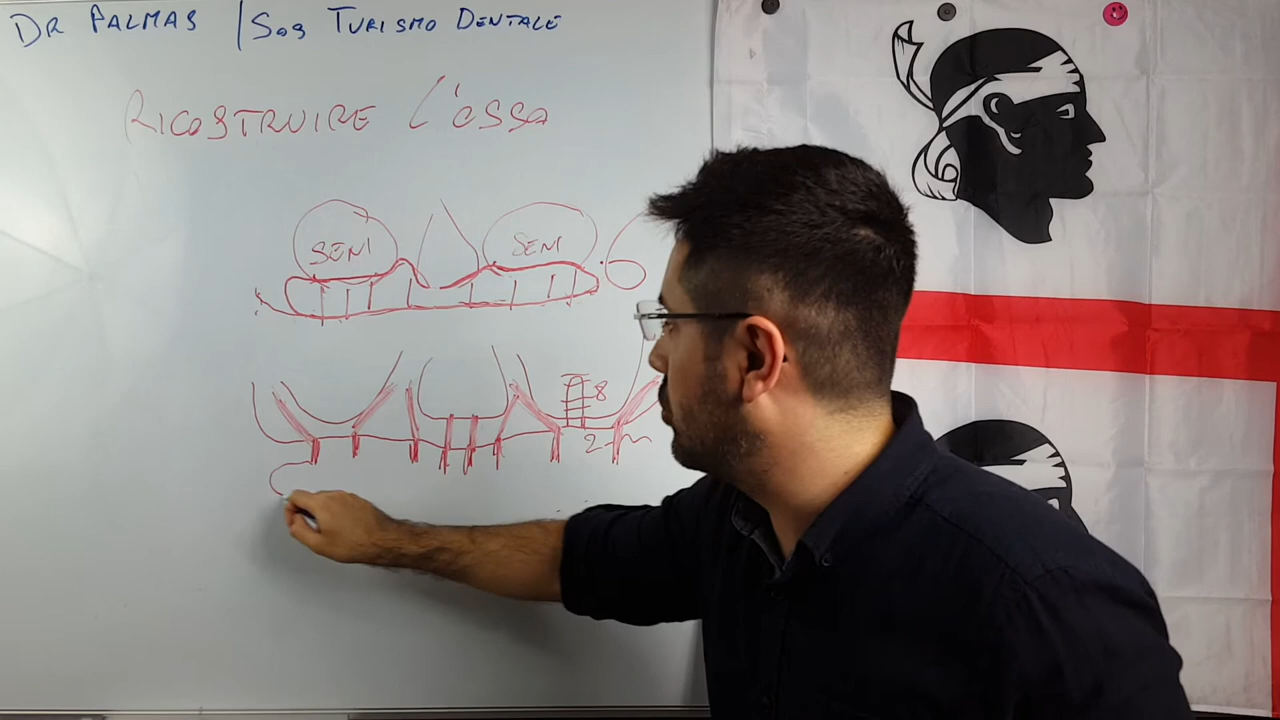 DR PALMAS / SOS TURISMO DENTALE
RICOSTRUIRE L'OSSO
SENI SENI
8
2